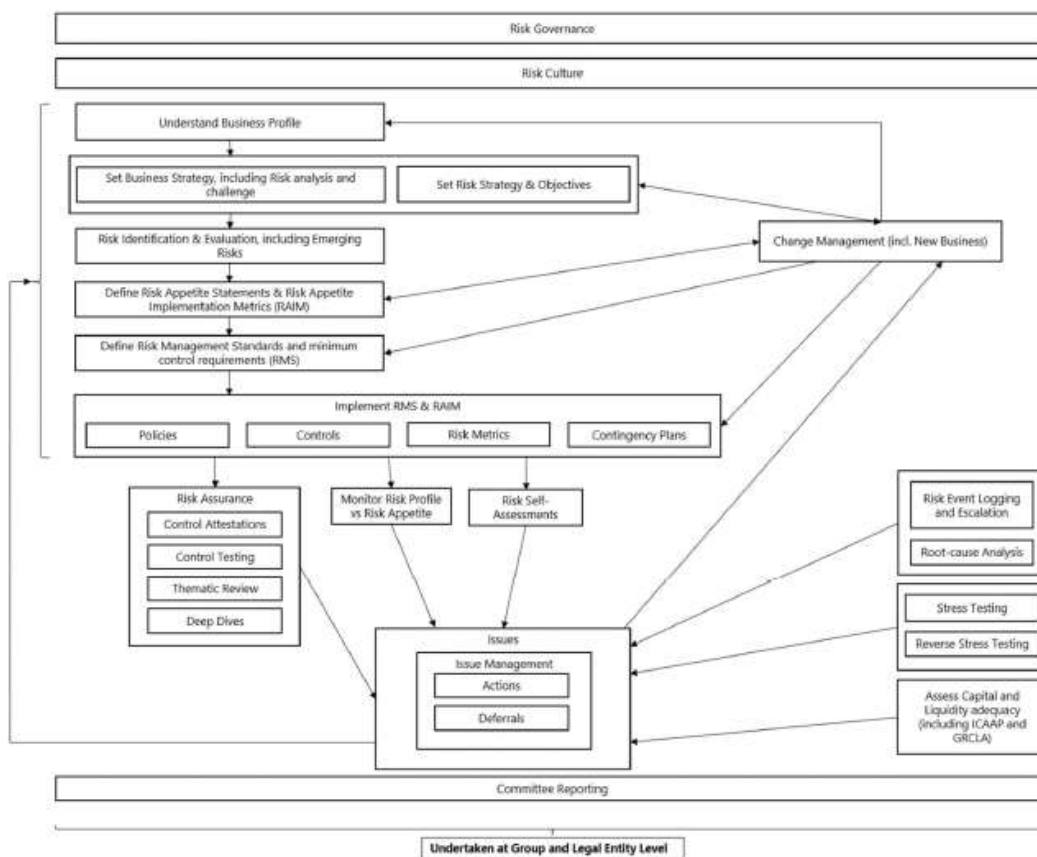 Risk Governance
Risk Culture
Understand Business Profile
Set Business Strategy, including Risk analysis and
challenge
Set Risk Strategy & Objectives
Risk Identification & Evaluation, including Emerging
Risks
Change Management (incl. New Business)
Define Risk Appetite Statements & Risk Appetite
Implementation Metrics (RAIM)
Define Risk Management Standards and minimum
control requirements (RMS)
Implement RMS & RAIM
Policies
Controls
Risk Metrics
Contingency Plans
Risk Assurance
Control Attestations
Control Testing
Thematic Review
Deep Dives
Monitor Risk Profile
vs Risk Appetite
Risk Self-
Assessments
Risk Event Logging
and Escalation
Root-cause Analysis
Stress Testing
Reverse Stress Testing
Assess Capital and
Liquidity adequacy
(including ICAAP and
GRCLA)
Issues
Issue Management
Actions
Deferrals
Committee Reporting
Undertaken at Group and Legal Entity Level